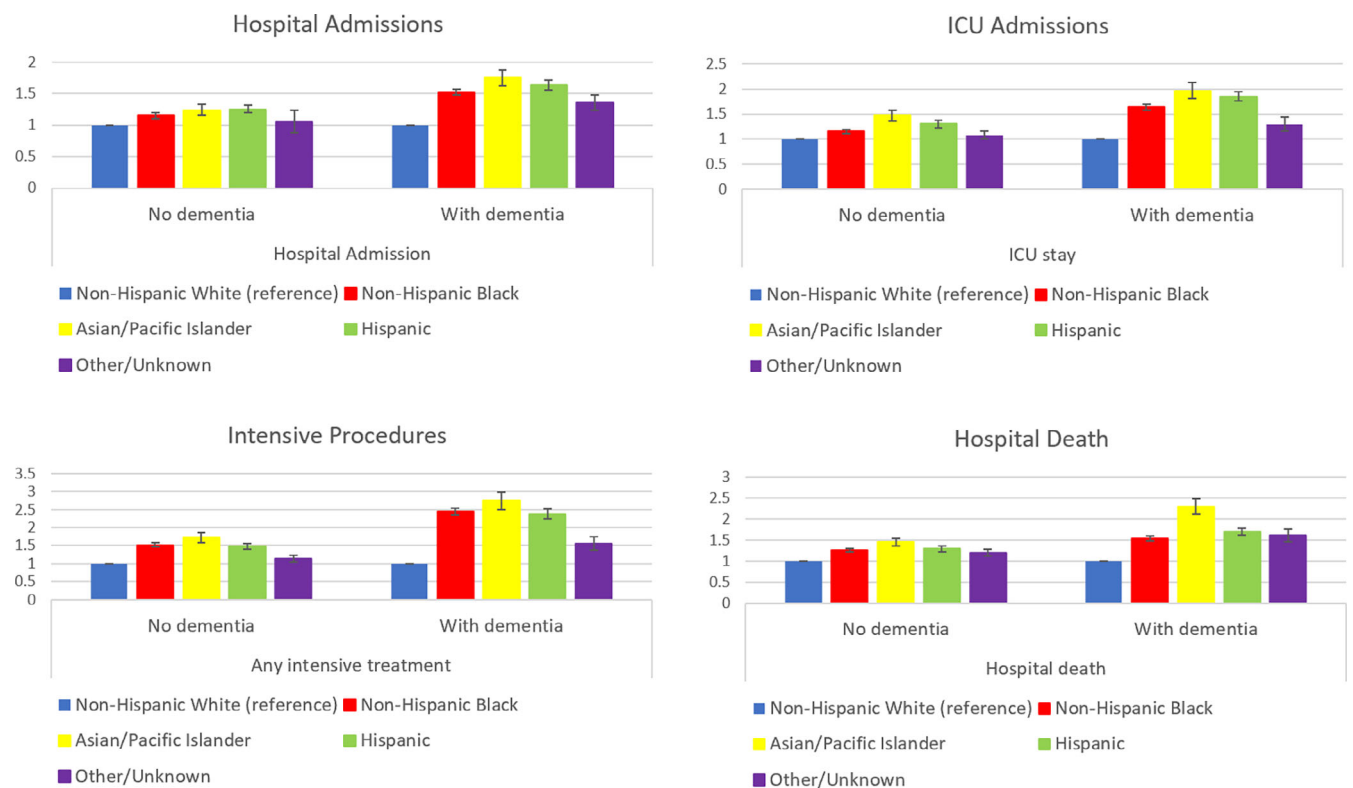 Hospital Admissions
2
1.5
1
0.5
0
No dementia With dementia
Hospital Admission
Non-Hispanic White (reference) Non-Hispanic Black
Asian/Pacific Islander Hispanic
Other/Unknown
ICU Admissions
2.5
2
1.5
1
0.5
0
No dementia With dementia
ICU stay
Non-Hispanic White (reference) Non-Hispanic Black
Asian/Pacific Islander Hispanic
Other/Unknown
Intensive Procedures
3.5
3
2.5
2
1.5
1
0.5
0
No dementia With dementia
Any intensive treatment
Non-Hispanic White (reference) Non-Hispanic Black
Asian/Pacific Islander Hispanic
Other/Unknown
Hospital Death
3
2.5
2
1.5
1
0.5
0
No dementia With dementia
Hospital death
Non-Hispanic White (reference) Non-Hispanic Black
Asian/Pacific Islander Hispanic
Other/Unknown